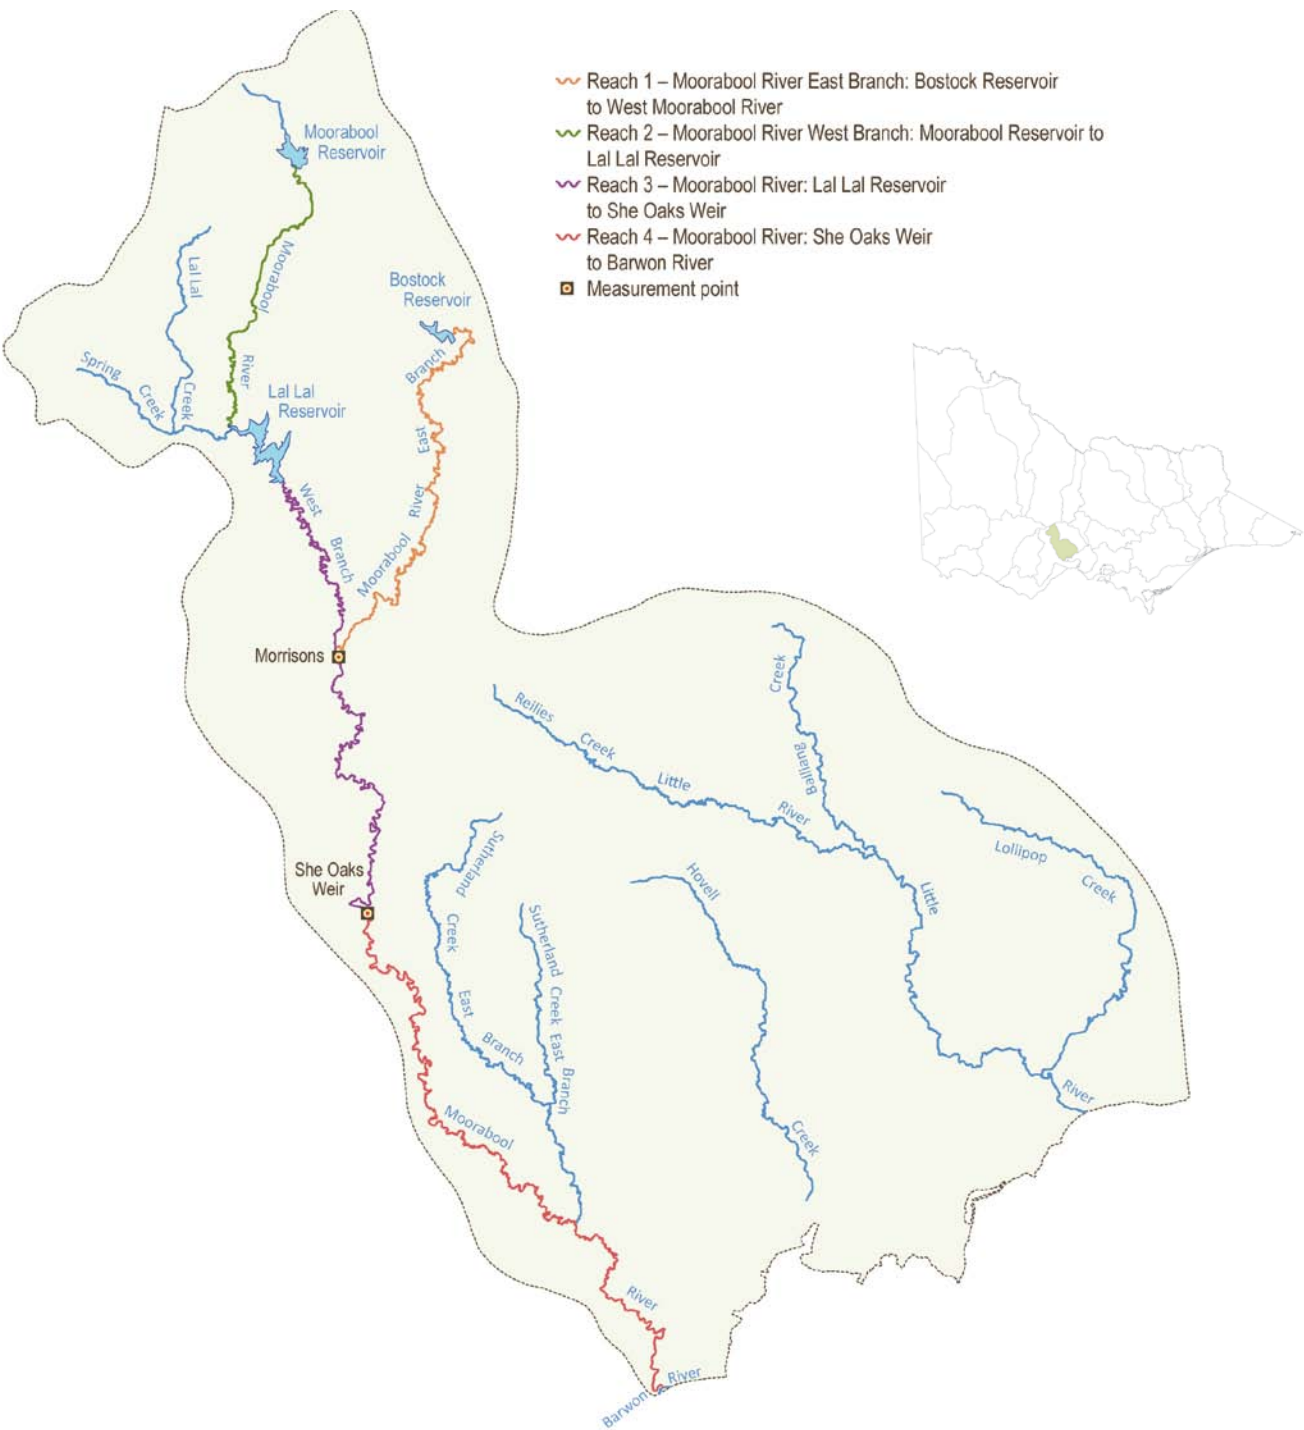 Reach 1 – Moorabool River East Branch: Bostock Reservoir
to West Moorabool River
Reach 2 – Moorabool River West Branch: Moorabool Reservoir to
Lal Lal Reservoir
Reach 3 – Moorabool River: Lal Lal Reservoir
to She Oaks Weir
Reach 4 – Moorabool River: She Oaks Weir
to Barwon River
Measurement point
Moorabool
Reservoir
Moorabool
River
Lal Lal
Creek
Spring
Creek
Bostock
Reservoir
Lal Lal
Reservoir
Branch
East
River
Moorabool
West
Branch
Morrisons
She Oaks
Weir
Reilies
Creek
Little
River
Creek
Balliang
Little
River
Lollipop
Creek
Sutherland
Creek
East
Branch
Sutherland Creek East Branch
Hovell
Creek
Moorabool
River
Barwon River